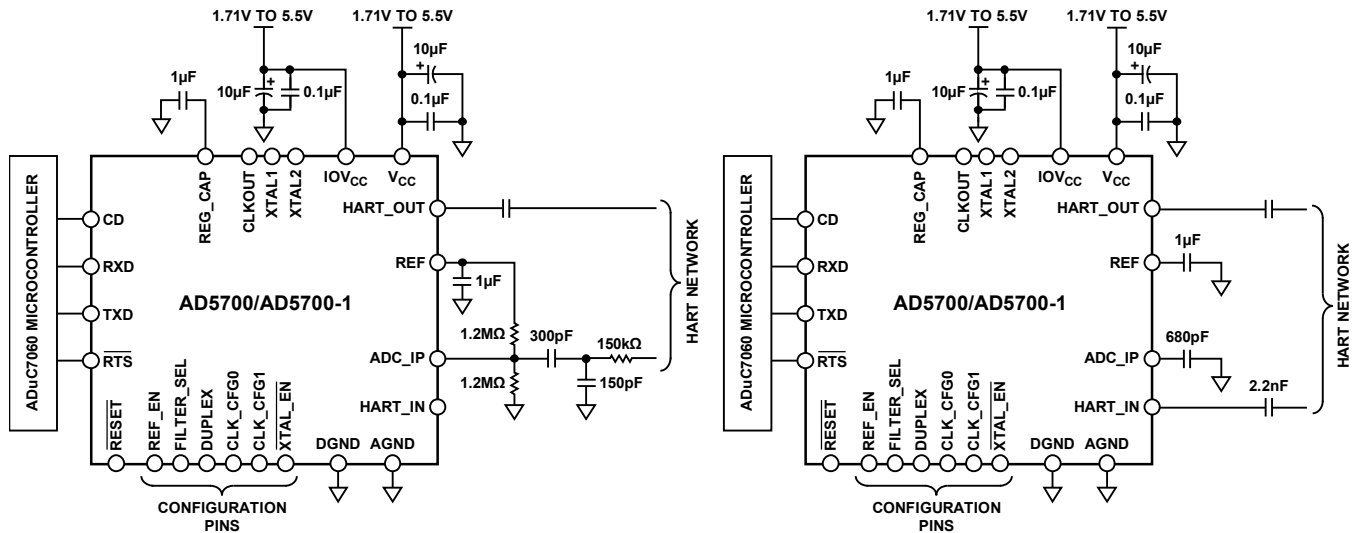 1.71V TO 5.5V
1.71V TO 5.5V
10µF
+
1µF
10µF
+
0.1µF
0.1µF
REG_CAP
CLKOUT
XTAL1
XTAL2
IOVCC
VCC
ADuC7060 MICROCONTROLLER
CD
RXD
TXD
RTS
AD5700/AD5700-1
HART_OUT
REF
ADC_IP
HART_IN
1µF
1.2MΩ
1.2MΩ
300pF
150kΩ
150pF
HART NETWORK
RESET
REF_EN
FILTER_SEL
DUPLEX
CLK_CFG0
CLK_CFG1
XTAL_EN
DGND
AGND
CONFIGURATION
PINS
1.71V TO 5.5V
1.71V TO 5.5V
10µF
+
1µF
10µF
+
0.1µF
0.1µF
REG_CAP
CLKOUT
XTAL1
XTAL2
IOVCC
VCC
ADuC7060 MICROCONTROLLER
CD
RXD
TXD
RTS
AD5700/AD5700-1
HART_OUT
REF
ADC_IP
HART_IN
1µF
680pF
2.2nF
HART NETWORK
RESET
REF_EN
FILTER_SEL
DUPLEX
CLK_CFG0
CLK_CFG1
XTAL_EN
DGND
AGND
CONFIGURATION
PINS